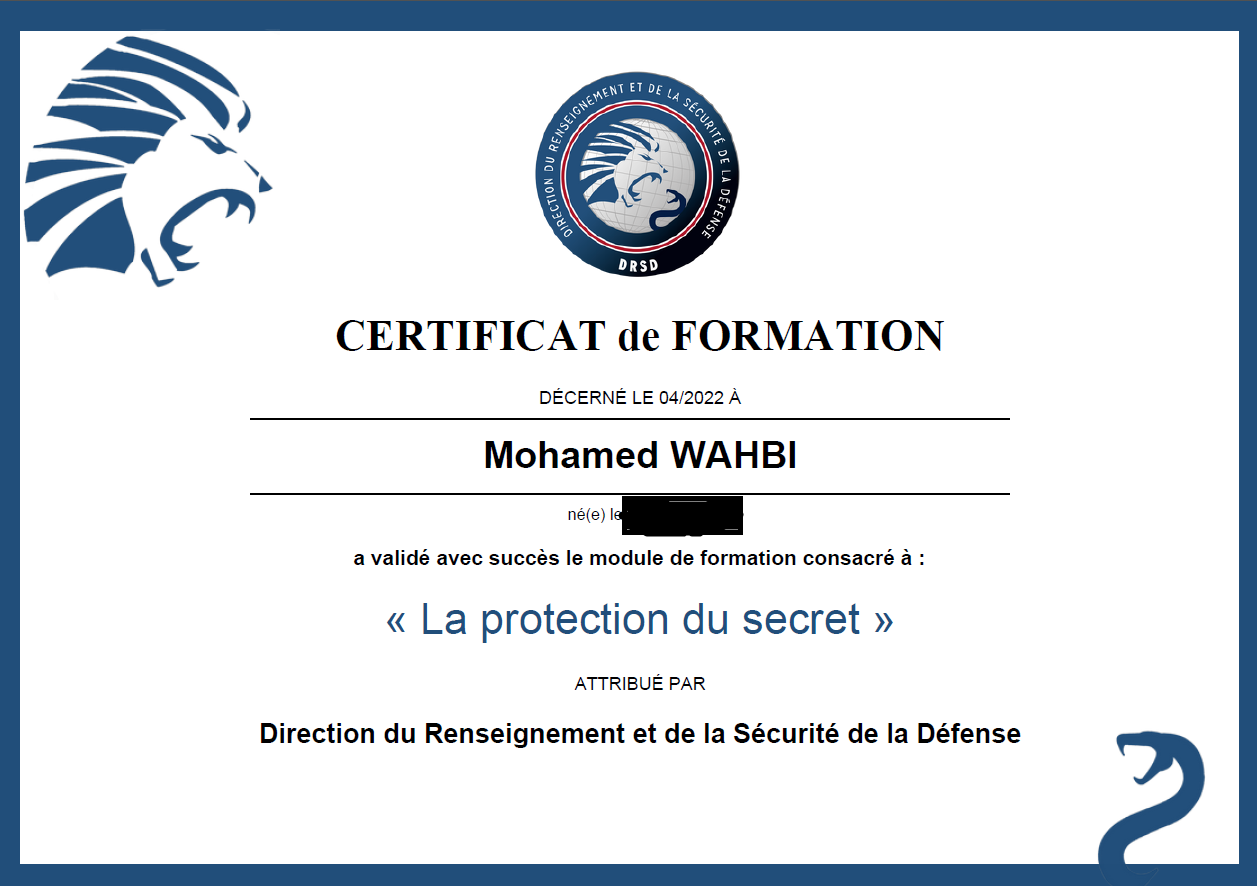 DIRECTION DU RENSEIGNEMENT ET DE LA SÉCURITÉ DE LA DÉFENSE
DRSD
CERTIFICAT de FORMATION
DÉCERNÉ LE 04/2022 À
Mohamed WAHBI
né(e) le
a validé avec succès le module de formation consacré à :
« La protection du secret »
ATTRIBUÉ PAR
Direction du Renseignement et de la Sécurité de la Défense